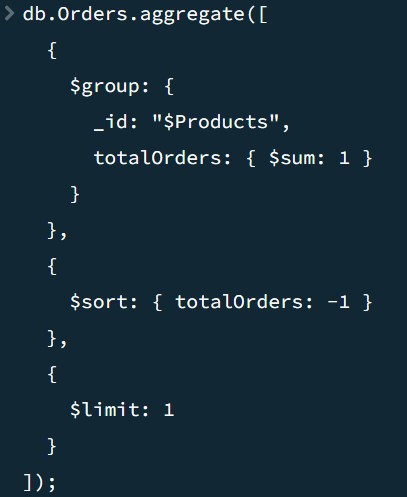 > db.Orders.aggregate([
  {
    $group: {
      _id: "$Products",
      totalOrders: { $sum: 1 }
    }
  },
  {
    $sort: { totalOrders: -1 }
  },
  {
    $limit: 1
  }
]);